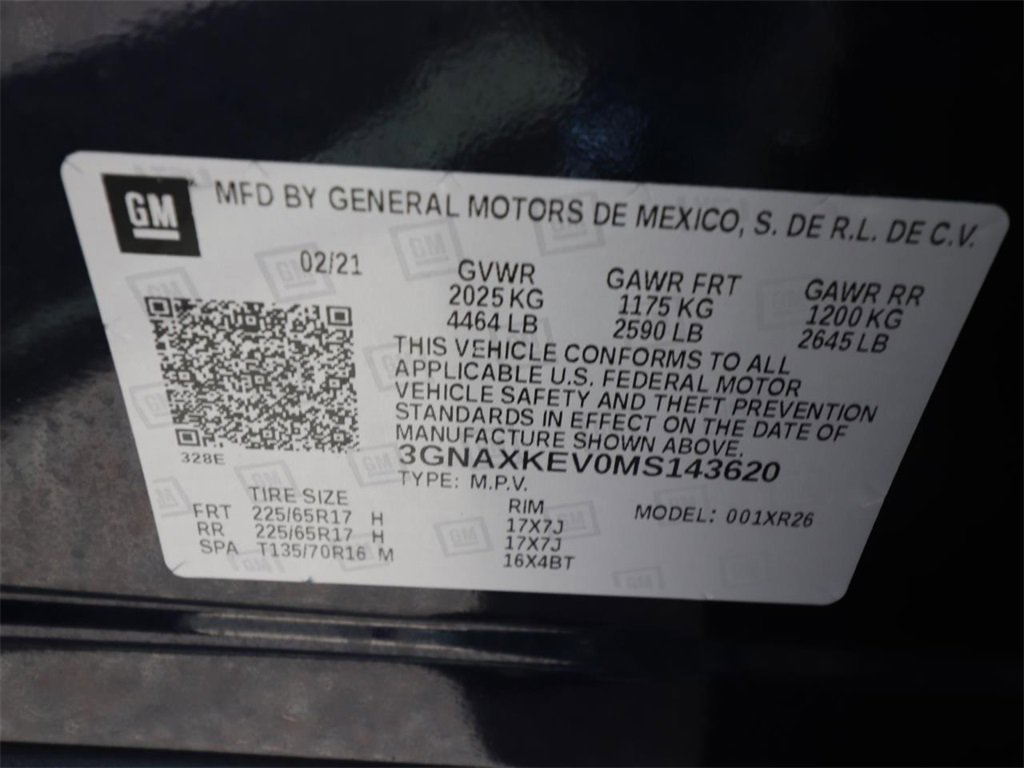 GM MFD BY GENERAL MOTORS DE MEXICO, S. DE R.L. DE C.V.
02/21 GVWR GAWR FRT GAWR RR
2025 KG 1175 KG 1200 KG
4464 LB 2590 LB 2645 LB
THIS VEHICLE CONFORMS TO ALL
APPLICABLE U.S. FEDERAL MOTOR
VEHICLE SAFETY AND THEFT PREVENTION
STANDARDS IN EFFECT ON THE DATE OF
MANUFACTURE SHOWN ABOVE.
328E 3GNAXKEV0MS143620
TYPE: M.P.V.
TIRE SIZE RIM MODEL: 001XR26
FRT 225/65R17 H 17X7J
RR 225/65R17 H 17X7J
SPA T135/70R16 M 16X4BT